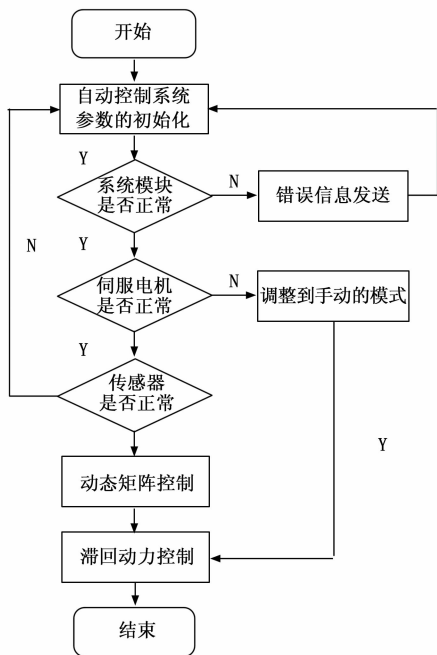 开始
自动控制系统
参数的初始化
Y
系统模块
是否正常
N
错误信息发送
N
Y
伺服电机
是否正常
N
调整到手动的模式
Y
传感器
是否正常
Y
动态矩阵控制
滞回动力控制
结束